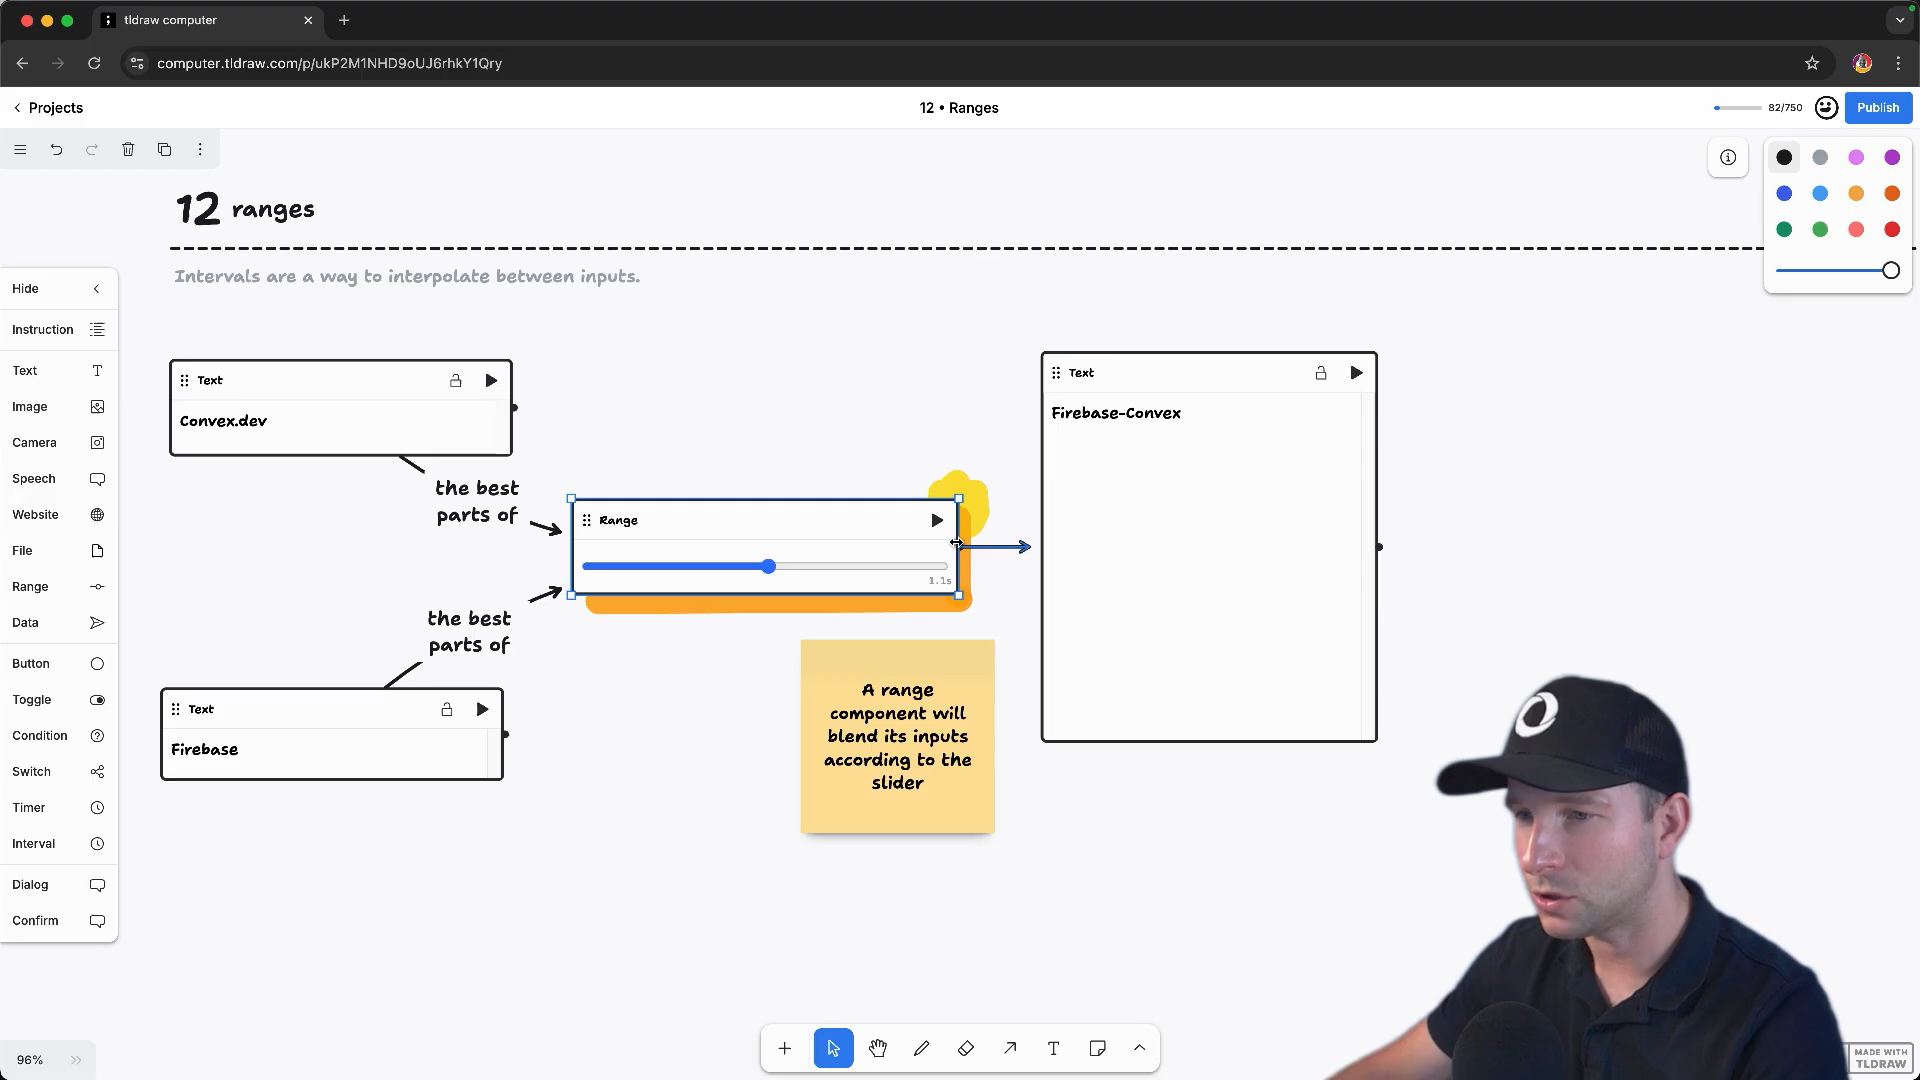 tldraw computer
computer.tldraw.com/p/ukP2M1NHD9oUJ6rhkY1Qry
Projects
12 • Ranges
82/750
Publish
12 ranges
Intervals are a way to interpolate between inputs.
Hide
Instruction
Text
Image
Camera
Speech
Website
File
Range
Data
Button
Toggle
Condition
Switch
Timer
Interval
Dialog
Confirm
Text
Convex.dev
the best
parts of
Range
1.1s
the best
parts of
Text
Firebase
A range
component will
blend its inputs
according to the
slider
Text
Firebase-Convex
96%
MADE WITH
TLDRAW